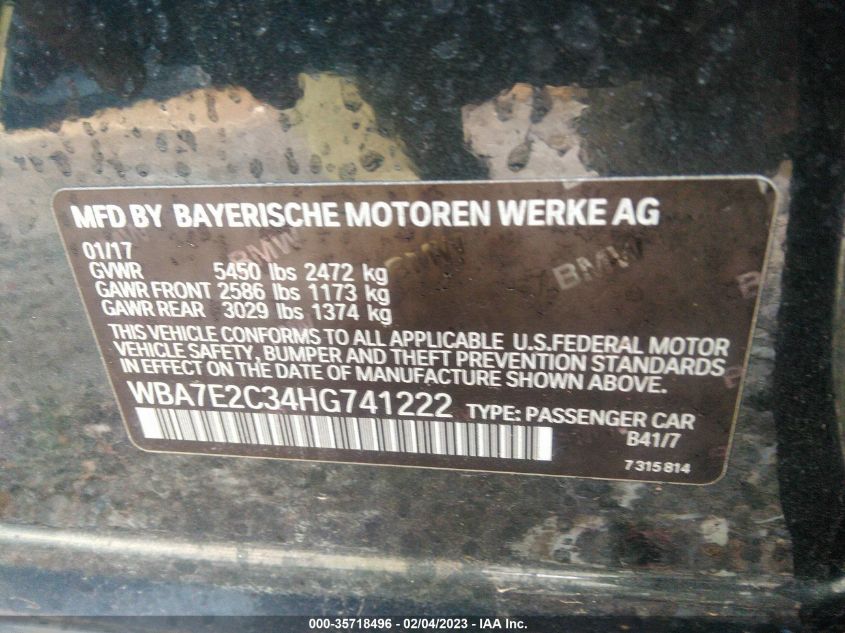 MFD BY BAYERISCHE MOTOREN WERKE AG
01/17
GVWR 5450 lbs 2472 kg
GAWR FRONT 2586 lbs 1173 kg
GAWR REAR 3029 lbs 1374 kg
THIS VEHICLE CONFORMS TO ALL APPLICABLE U.S.FEDERAL MOTOR
VEHICLE SAFETY, BUMPER AND THEFT PREVENTION STANDARDS
IN EFFECT ON THE DATE OF MANUFACTURE SHOWN ABOVE.
WBA7E2C34HG741222 TYPE: PASSENGER CAR
B41/7
7315814
BMW
BMW
BMW
000-35718496 - 02/04/2023 - IAA Inc.